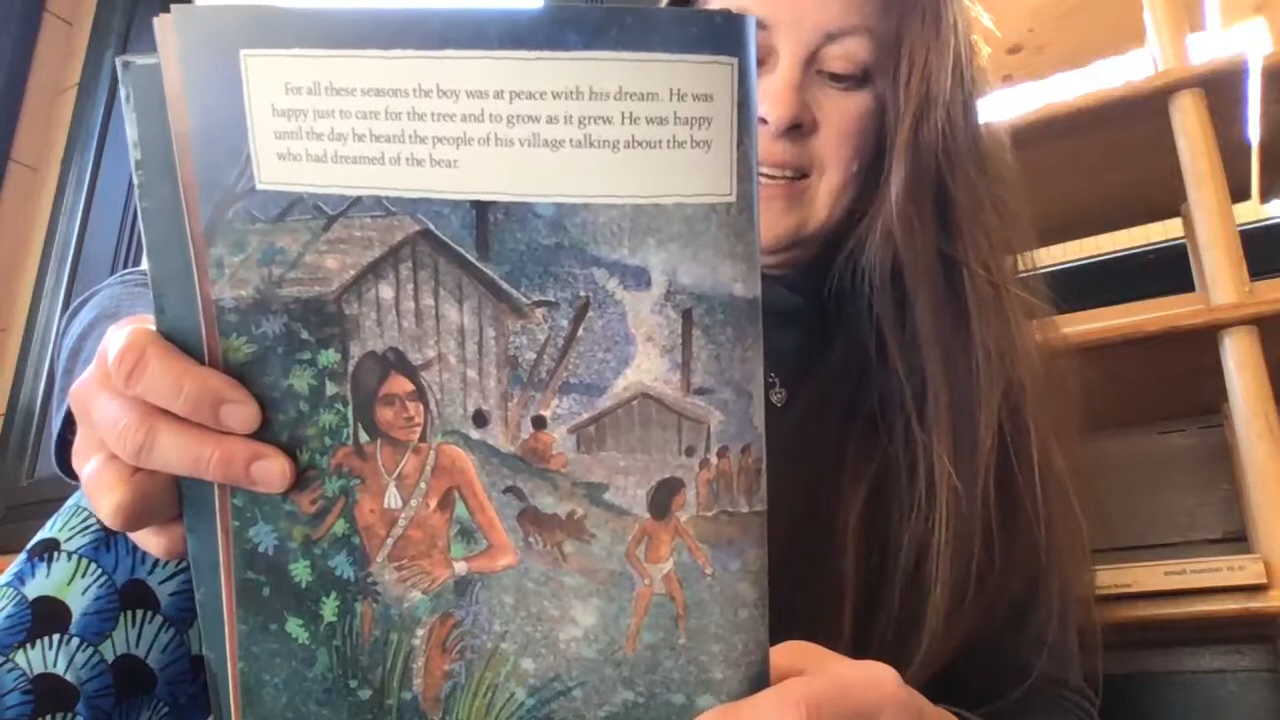 For all these seasons the boy was at peace with his dream. He was
happy just to care for the tree and to grow as it grew. He was happy
until the day he heard the people of his village talking about the boy
who had dreamed of the bear.